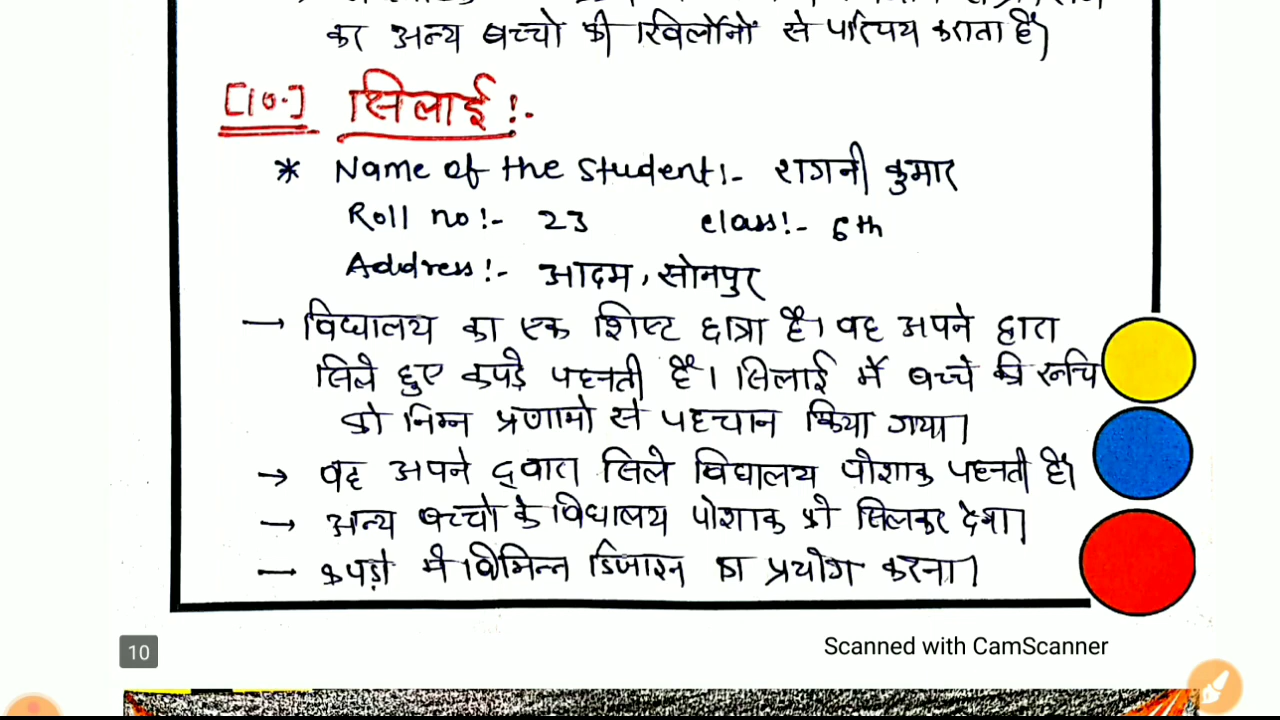 का अन्य बच्चो की खिलौनों से परिचय कराता हैं।
[10.] सिलाई :-
* Name of the Student :- रागनी कुमार
Roll no :- 23 Class :- 6th
Address :- आदम, सोनपुर
→ विद्यालय का एक शिष्ट छात्रा है। वह अपने द्वारा
सिले हुए कपड़े पहनती हैं। सिलाई में बच्चे की रूचि
को निम्न प्रणामो से पहचान किया गया।
→ वह अपने द्वारा सिले विद्यालय पोशाक पहनती हैं।
→ अन्य बच्चो के विद्यालय पोशाक भी सिलकर देना।
→ कपड़ो में विभिन्न डिजाइन का प्रयोग करना।
10
Scanned with CamScanner